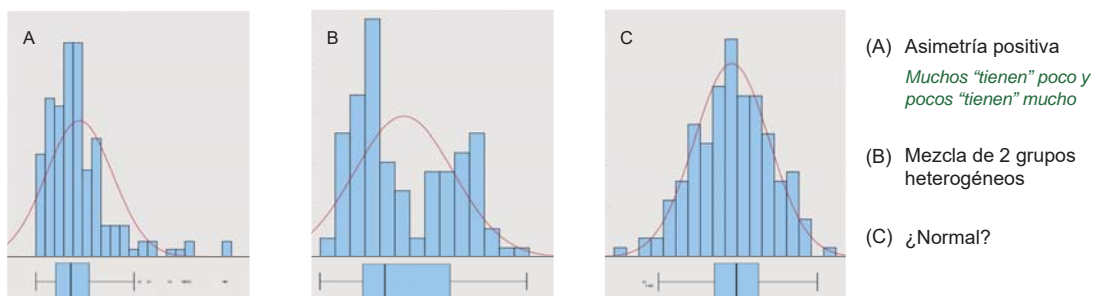 A
B
C
(A) Asimetría positiva
Muchos “tienen” poco y
pocos “tienen” mucho
(B) Mezcla de 2 grupos
heterogéneos
(C) ¿Normal?